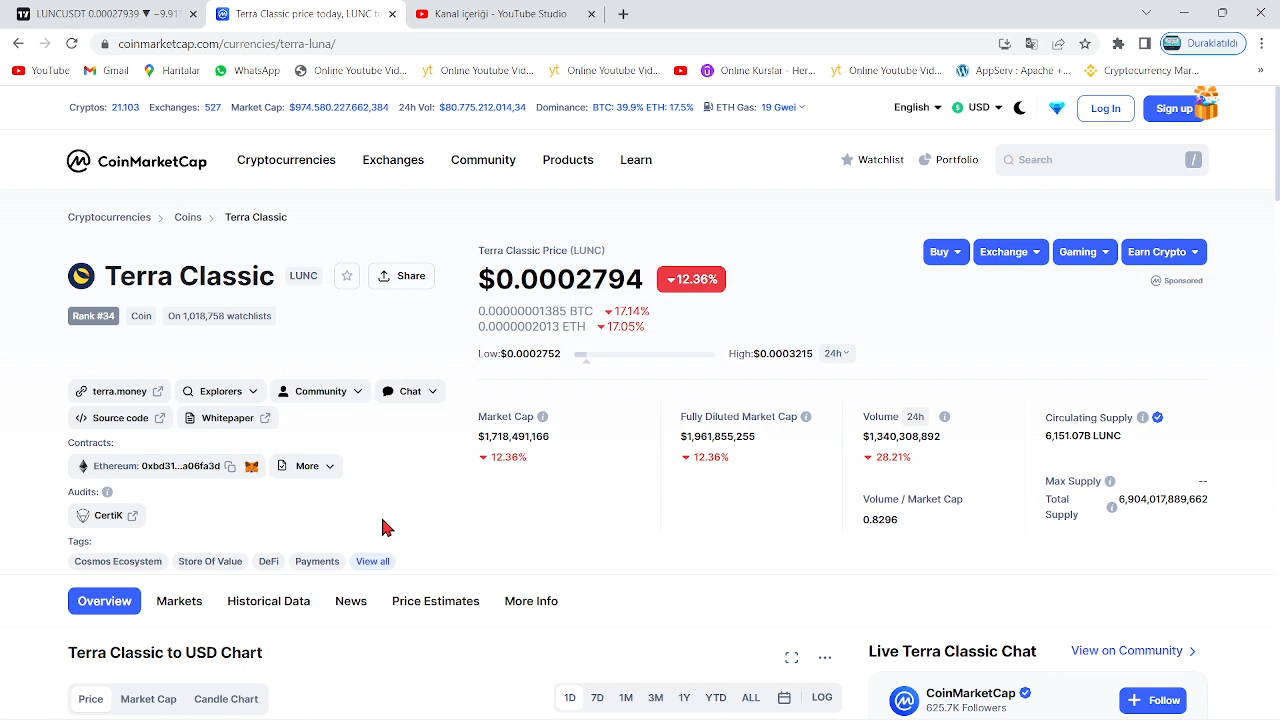 LUNCUSDT 0.00027939 ▼ −9.91%
Terra Classic price today, LUNC to
Kanal içeriği - YouTube Studio
coinmarketcap.com/currencies/terra-luna/
Duraklatıldı
YouTube
Gmail
Haritalar
WhatsApp
Online Youtube Vid...
Online Youtube Vid...
Online Youtube Vid...
Online Kurslar - Her...
Online Youtube Vid...
AppServ : Apache +...
Cryptocurrency Mar...
»
Cryptos: 21.103 Exchanges: 527 Market Cap: $974.580.227.662,384 24h Vol: $80.775.212.014,34 Dominance: BTC: 39.9% ETH: 17.5% ETH Gas: 19 Gwei
English USD Log In Sign up
CoinMarketCap Cryptocurrencies Exchanges Community Products Learn
Watchlist Portfolio Search /
Cryptocurrencies > Coins > Terra Classic
Terra Classic LUNC Share
Rank #34 Coin On 1,018,758 watchlists
terra.money Explorers Community Chat
Source code Whitepaper
Contracts:
Ethereum: 0xbd31...a06fa3d More
Audits:
CertiK
Tags:
Cosmos Ecosystem Store Of Value DeFi Payments View all
Terra Classic Price (LUNC)
$0.0002794 12.36%
0.00000001385 BTC 17.14%
0.0000002013 ETH 17.05%
Low:$0.0002752 High:$0.0003215 24h
Buy Exchange Gaming Earn Crypto
Sponsored
Market Cap
$1,718,491,166
12.36%
Fully Diluted Market Cap
$1,961,855,255
12.36%
Volume 24h
$1,340,308,892
28.21%
Volume / Market Cap
0.8296
Circulating Supply
6,151.07B LUNC
Max Supply --
Total Supply 6,904,017,889,662
Overview Markets Historical Data News Price Estimates More Info
Terra Classic to USD Chart
Price Market Cap Candle Chart
1D 7D 1M 3M 1Y YTD ALL LOG
Live Terra Classic Chat View on Community >
CoinMarketCap
625.7K Followers
+ Follow